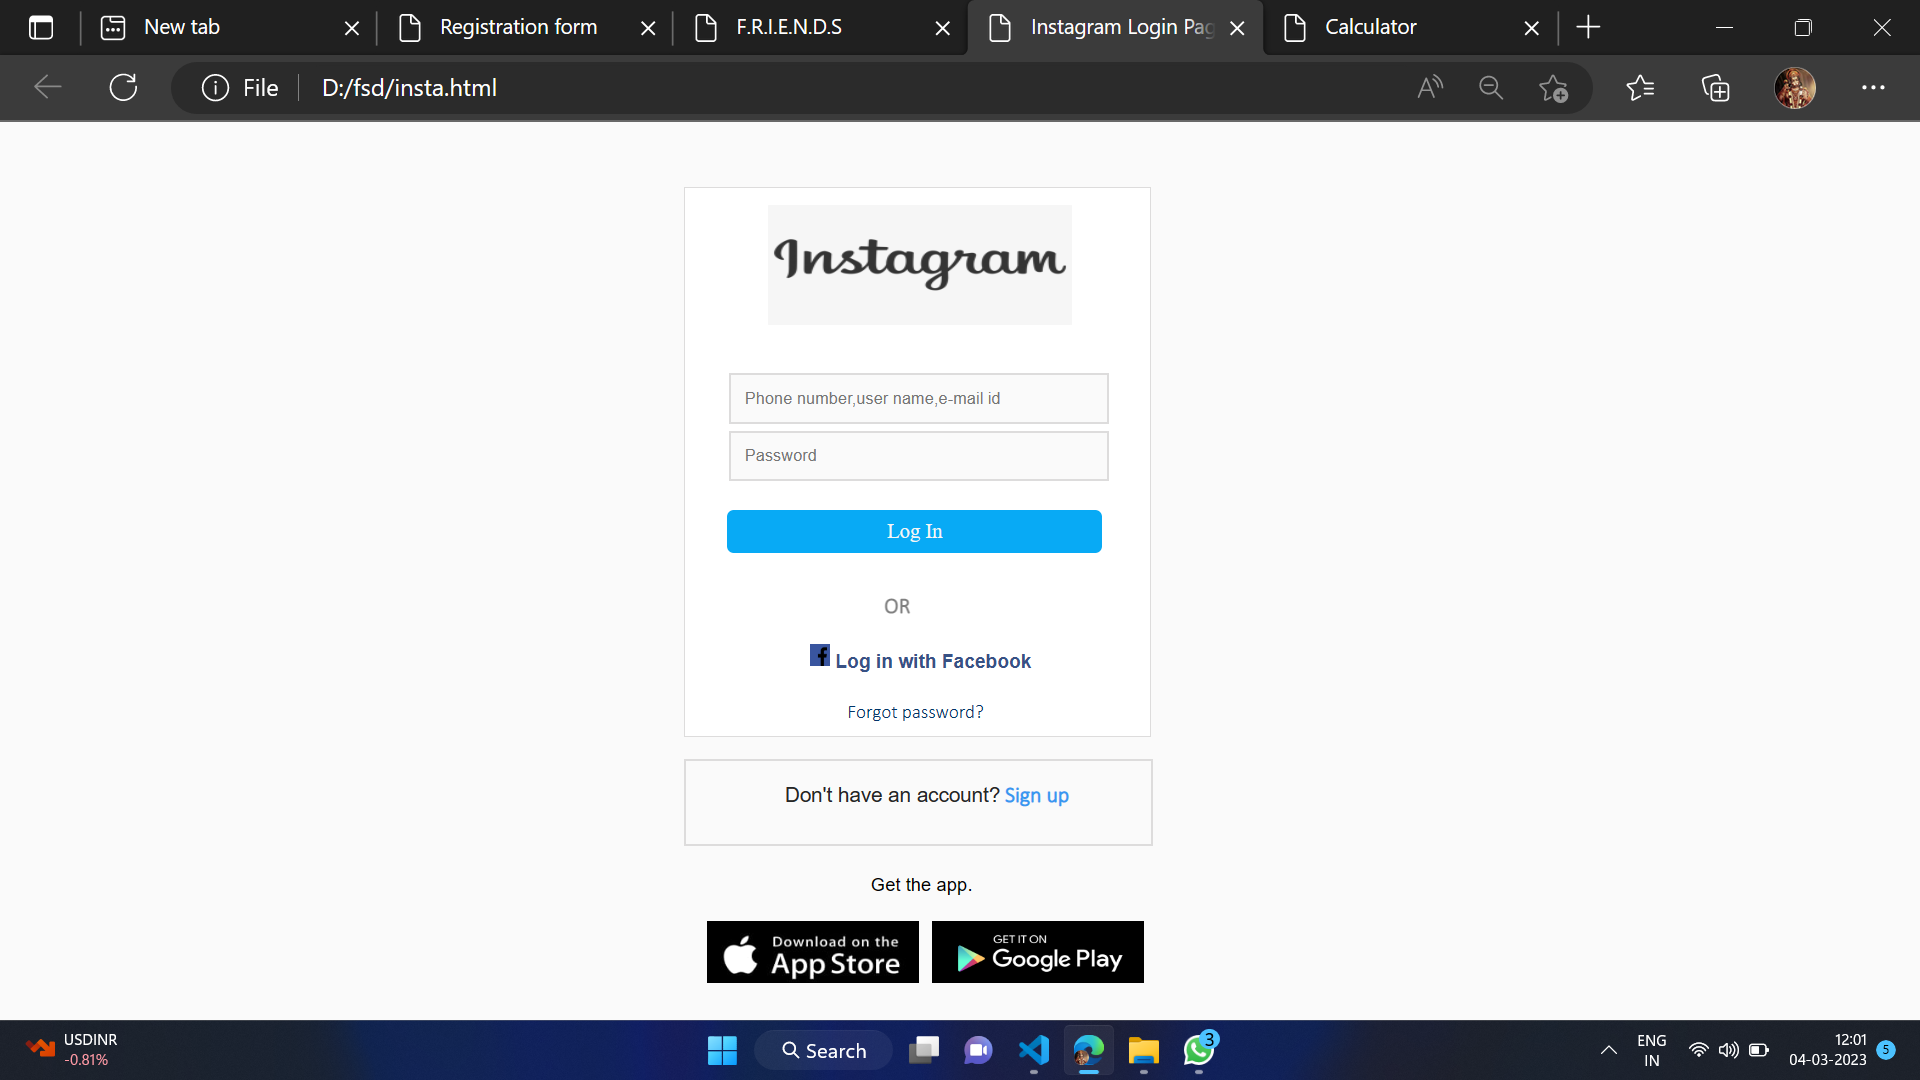 New tab
Registration form
F.R.I.E.N.D.S
Instagram Login Pag
Calculator
File
D:/fsd/insta.html
Instagram
Phone number,user name,e-mail id
Password
Log In
OR
Log in with Facebook
Forgot password?
Don't have an account? Sign up
Get the app.
Download on the
App Store
GET IT ON
Google Play
USDINR
-0.81%
Search
3
ENG
IN
12:01
04-03-2023
5